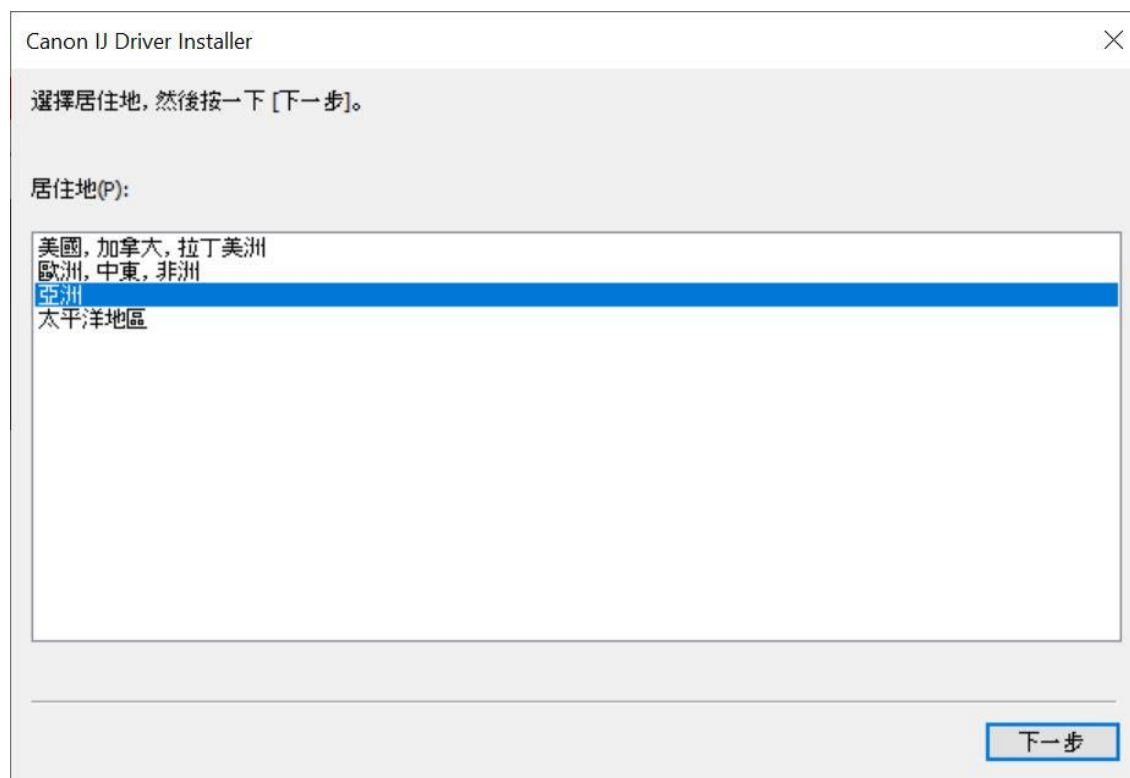 Canon IJ Driver Installer
選擇居住地, 然後按一下 [下一步]。
居住地(P):
美國, 加拿大, 拉丁美洲
歐洲, 中東, 非洲
亞洲
太平洋地區
下一步